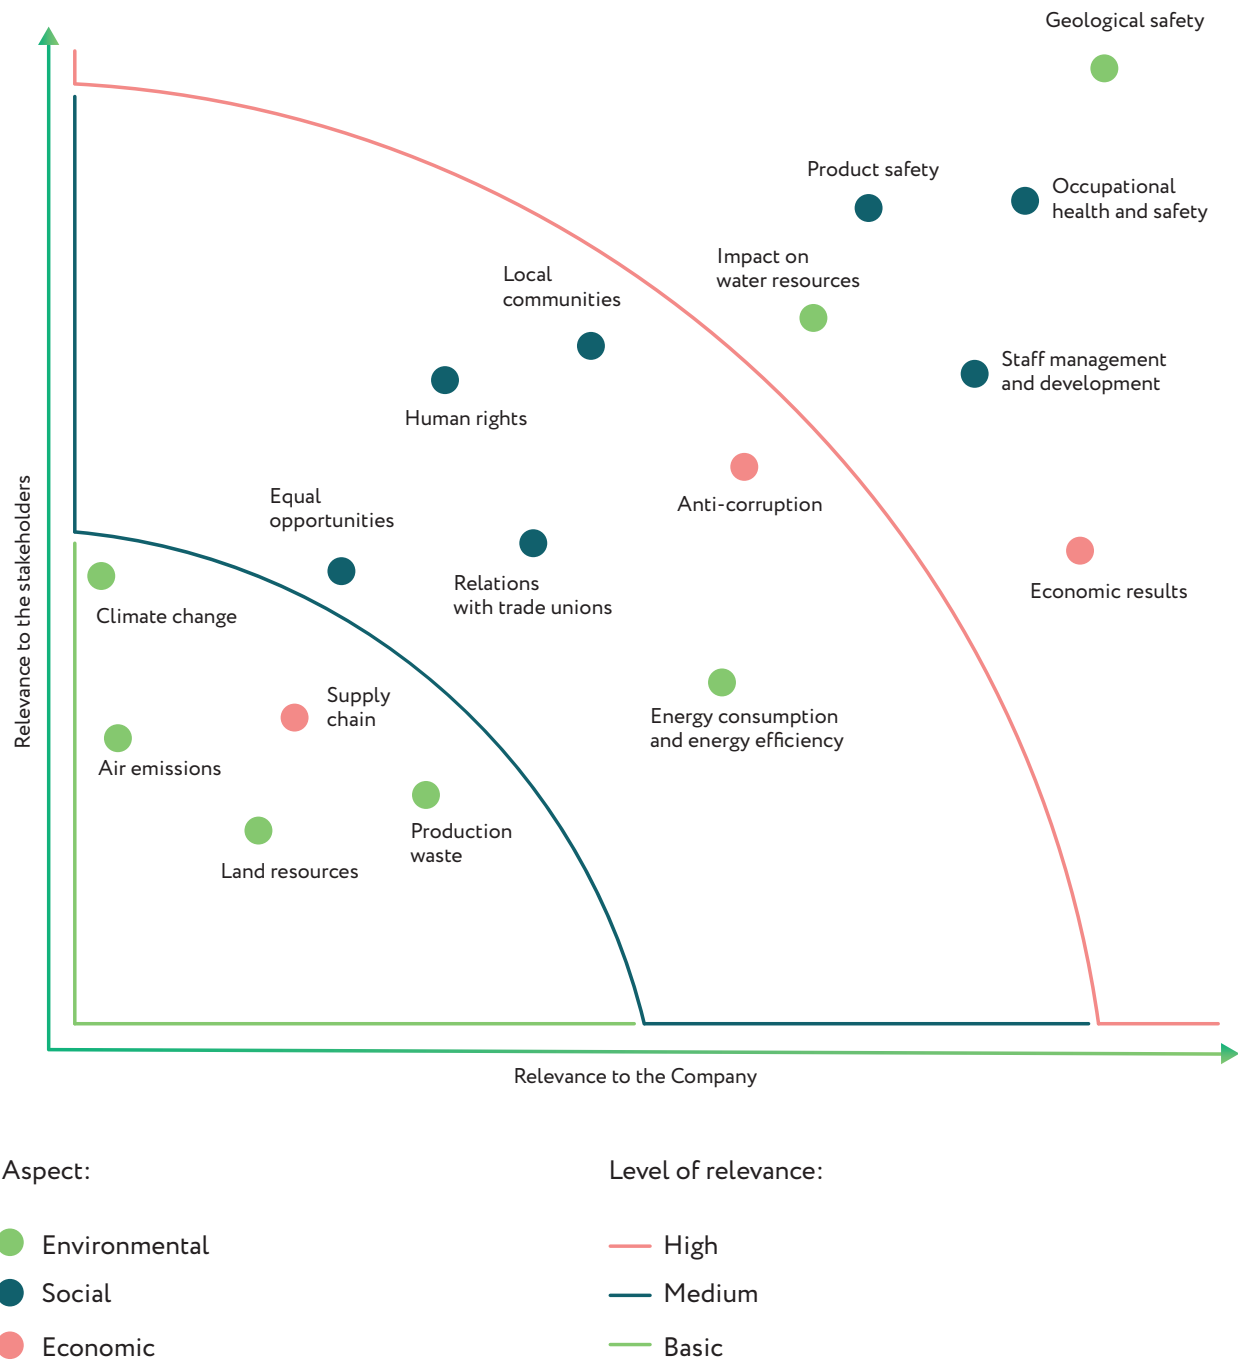 Geological safety
Product safety
Occupational
health and safety
Impact on
water resources
Local
communities
Staff management
and development
Human rights
Anti-corruption
Equal
opportunities
Relations
with trade unions
Economic results
Climate change
Supply
chain
Energy consumption
and energy efficiency
Air emissions
Production
waste
Land resources
Relevance to the stakeholders
Relevance to the Company
Aspect:
Environmental
Social
Economic
Level of relevance:
High
Medium
Basic